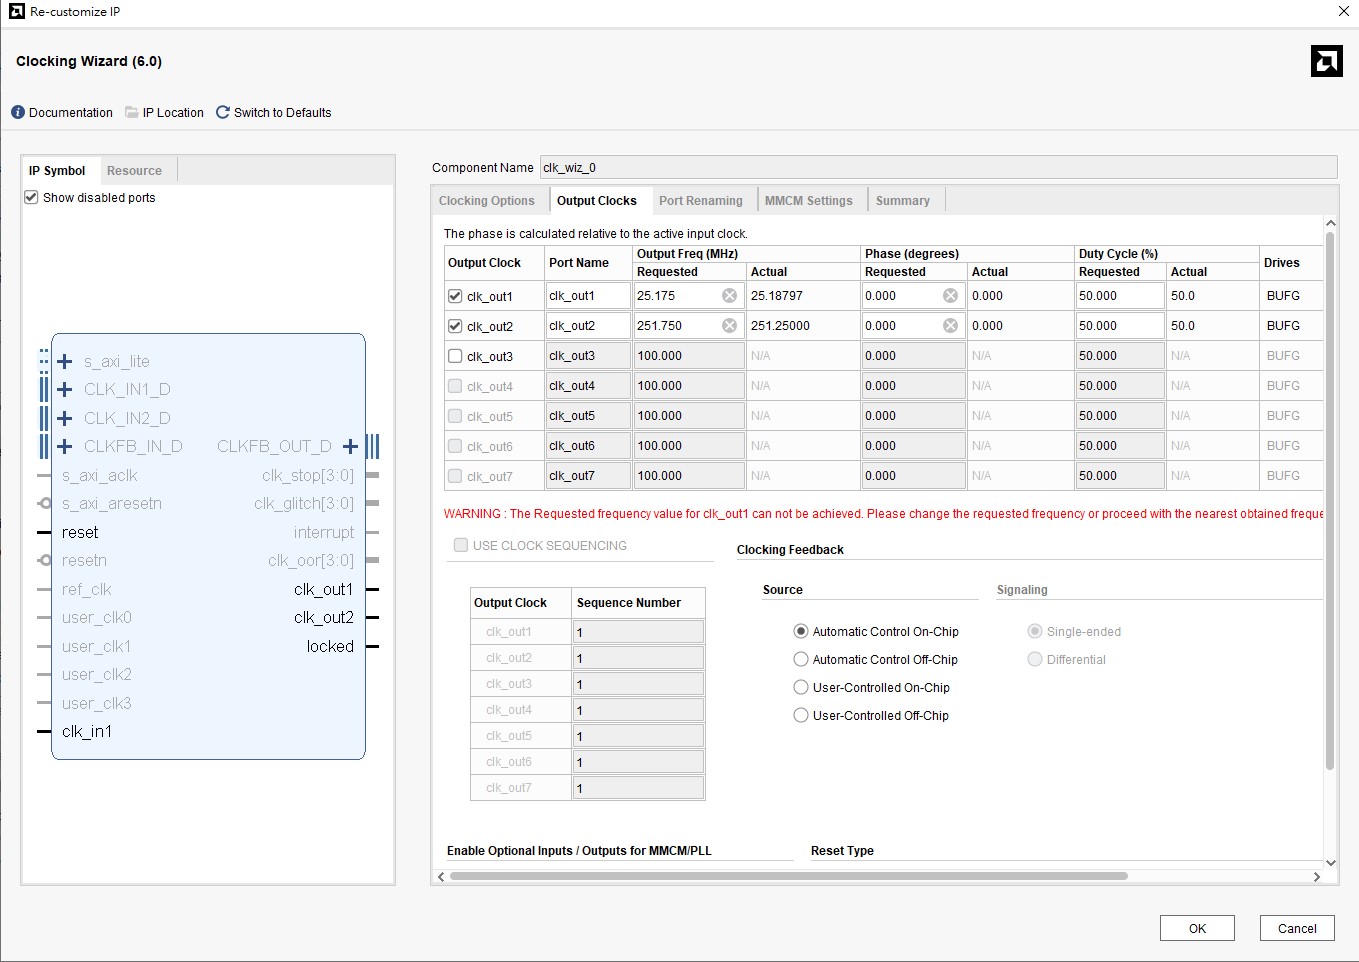 Re-customize IP
Clocking Wizard (6.0)
Documentation IP Location Switch to Defaults
IP Symbol Resource
Show disabled ports
s_axi_lite
CLK_IN1_D
CLK_IN2_D
CLKFB_IN_D CLKFB_OUT_D
s_axi_aclk clk_stop[3:0]
s_axi_aresetn clk_glitch[3:0]
reset interrupt
resetn clk_oor[3:0]
ref_clk clk_out1
user_clk0 clk_out2
user_clk1 locked
user_clk2
user_clk3
clk_in1
Component Name clk_wiz_0
Clocking Options Output Clocks Port Renaming MMCM Settings Summary
The phase is calculated relative to the active input clock.
Output Clock Port Name Output Freq (MHz) Phase (degrees) Duty Cycle (%) Drives
Requested Actual Requested Actual Requested Actual
clk_out1 clk_out1 25.175 25.18797 0.000 0.000 50.000 50.0 BUFG
clk_out2 clk_out2 251.750 251.25000 0.000 0.000 50.000 50.0 BUFG
clk_out3 clk_out3 100.000 N/A 0.000 N/A 50.000 N/A BUFG
clk_out4 clk_out4 100.000 N/A 0.000 N/A 50.000 N/A BUFG
clk_out5 clk_out5 100.000 N/A 0.000 N/A 50.000 N/A BUFG
clk_out6 clk_out6 100.000 N/A 0.000 N/A 50.000 N/A BUFG
clk_out7 clk_out7 100.000 N/A 0.000 N/A 50.000 N/A BUFG
WARNING : The Requested frequency value for clk_out1 can not be achieved. Please change the requested frequency or proceed with the nearest obtained freque
USE CLOCK SEQUENCING
Output Clock Sequence Number
clk_out1 1
clk_out2 1
clk_out3 1
clk_out4 1
clk_out5 1
clk_out6 1
clk_out7 1
Clocking Feedback
Source Signaling
Automatic Control On-Chip Single-ended
Automatic Control Off-Chip Differential
User-Controlled On-Chip
User-Controlled Off-Chip
Enable Optional Inputs / Outputs for MMCM/PLL Reset Type
OK Cancel